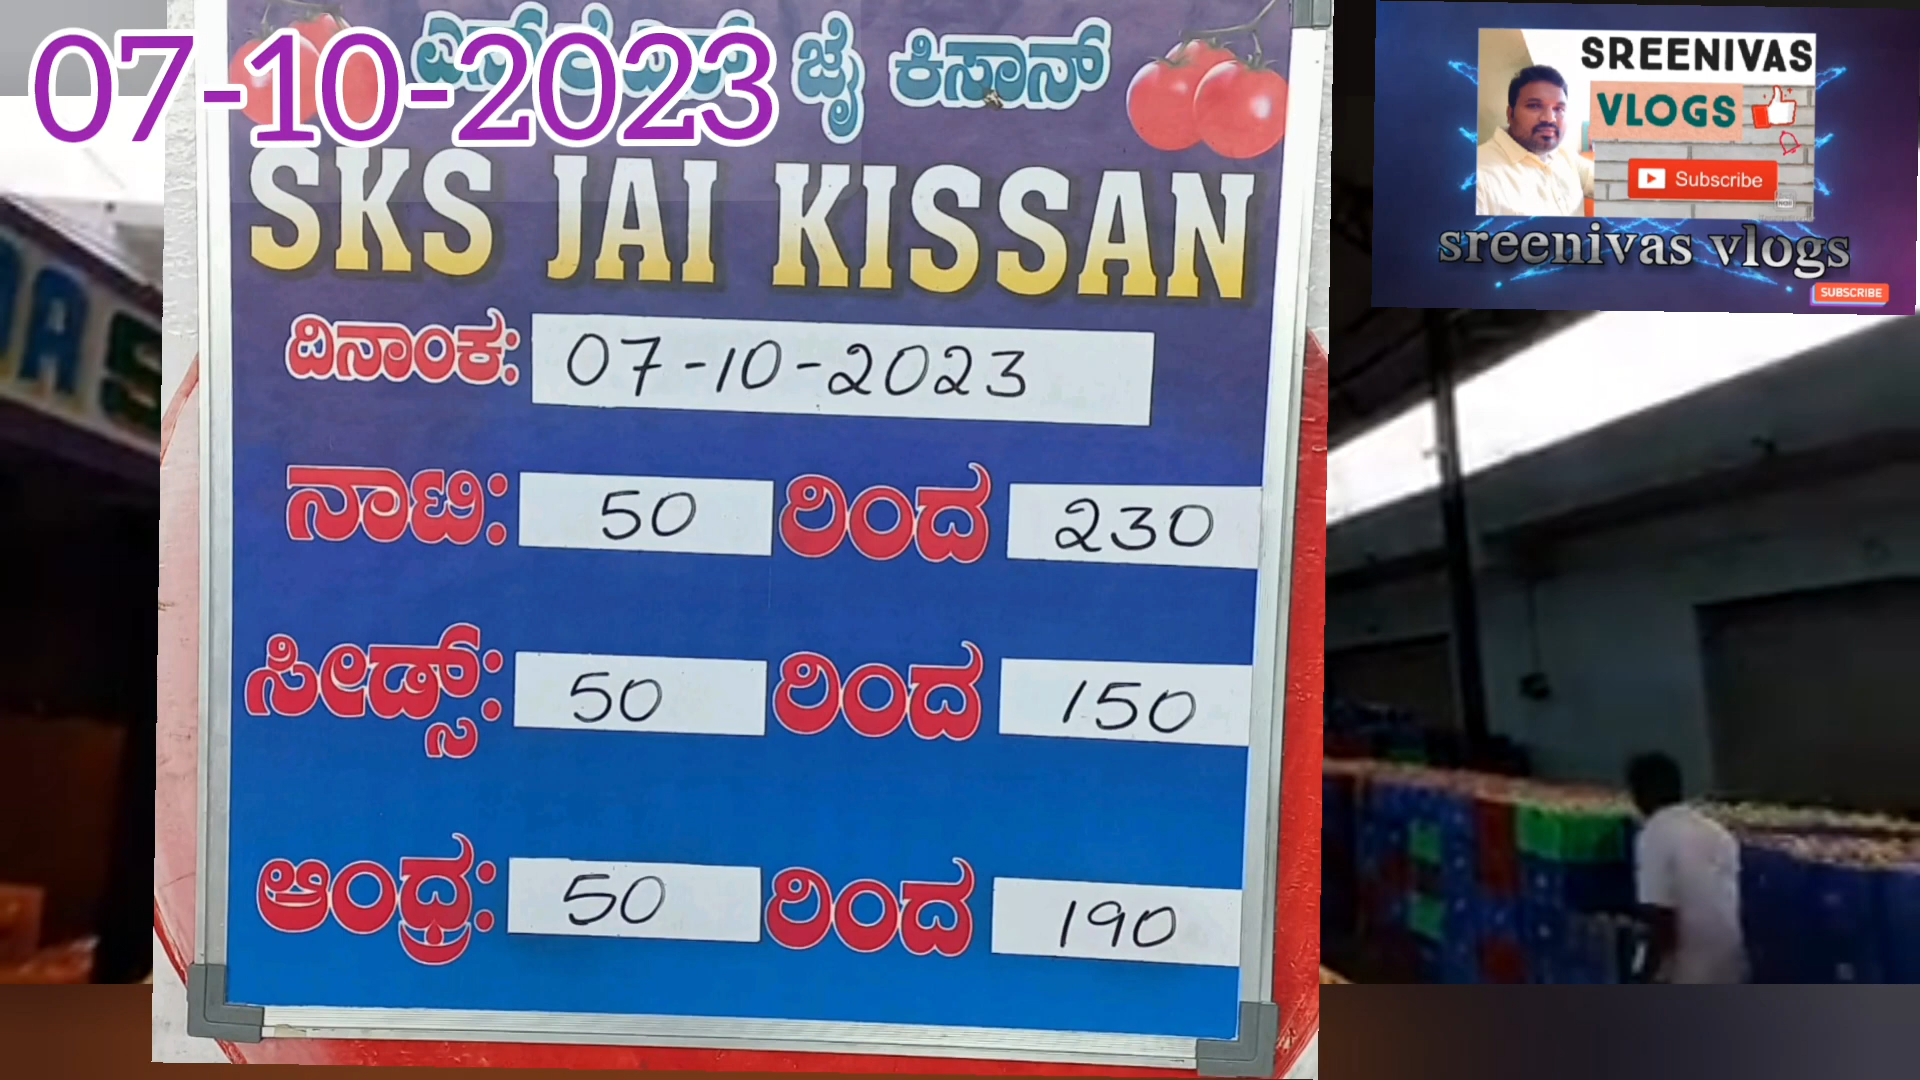 07-10-2023
ಜೈ ಕಿಸಾನ್
SKS JAI KISSAN
ದಿನಾಂಕ: 07-10-2023
ನಾಟಿ: 50 ರಿಂದ 230
ಸೀಡ್ಸ್: 50 ರಿಂದ 150
ಆಂಧ್ರ: 50 ರಿಂದ 190
SREENIVAS
VLOGS
Subscribe
sreenivas vlogs
SUBSCRIBE